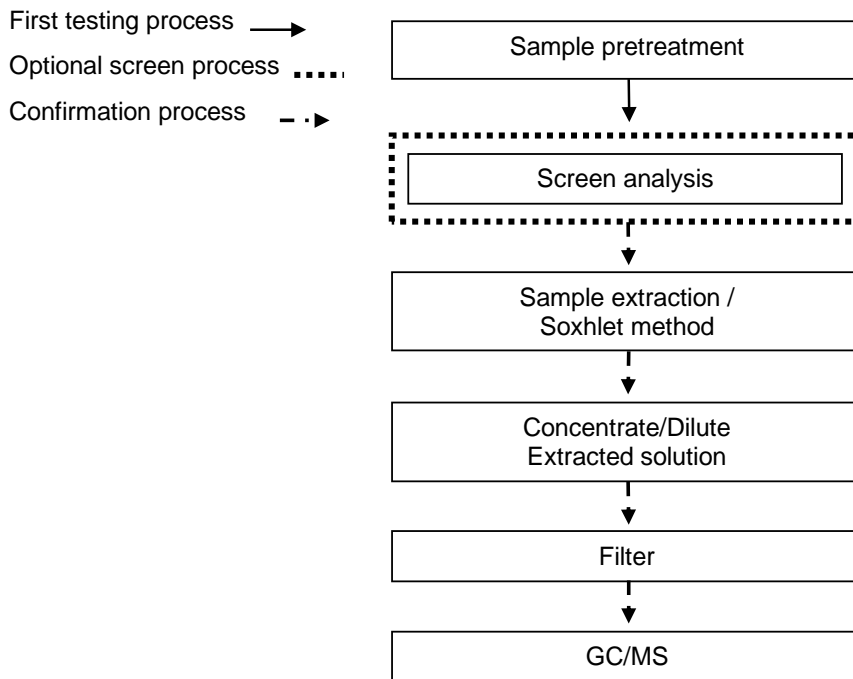 First testing process
Optional screen process
Confirmation process
Sample pretreatment
Screen analysis
Sample extraction /
Soxhlet method
Concentrate/Dilute
Extracted solution
Filter
GC/MS